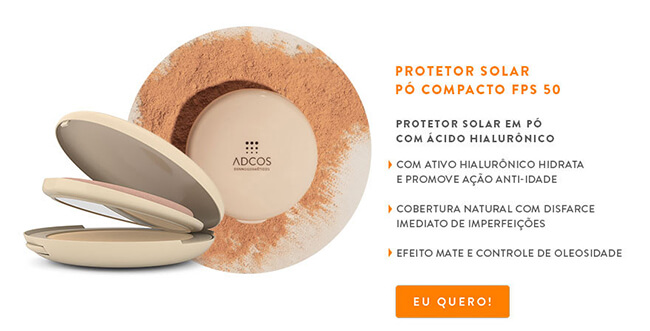 ADCOS
DERMOCOSMÉTICOS
PROTETOR SOLAR
PÓ COMPACTO FPS 50
PROTETOR SOLAR EM PÓ
COM ÁCIDO HIALURÔNICO
COM ATIVO HIALURÔNICO HIDRATA
E PROMOVE AÇÃO ANTI-IDADE
COBERTURA NATURAL COM DISFARCE
IMEDIATO DE IMPERFEIÇÕES
EFEITO MATE E CONTROLE DE OLEOSIDADE
EU QUERO!